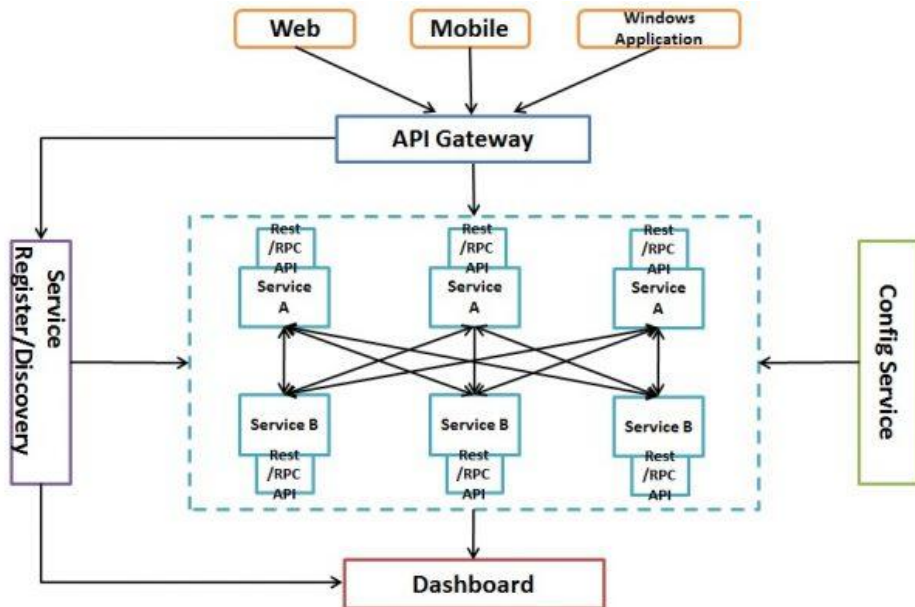 Web
Mobile
Windows
Application
API Gateway
Rest
/RPC
API
Service
A
Rest
/RPC
API
Service
A
Rest
/RPC
API
Service
A
Service
Register/Discovery
Config Service
Service B
Rest
/RPC
API
Service B
Rest
/RPC
API
Service B
Rest
/RPC
API
Dashboard